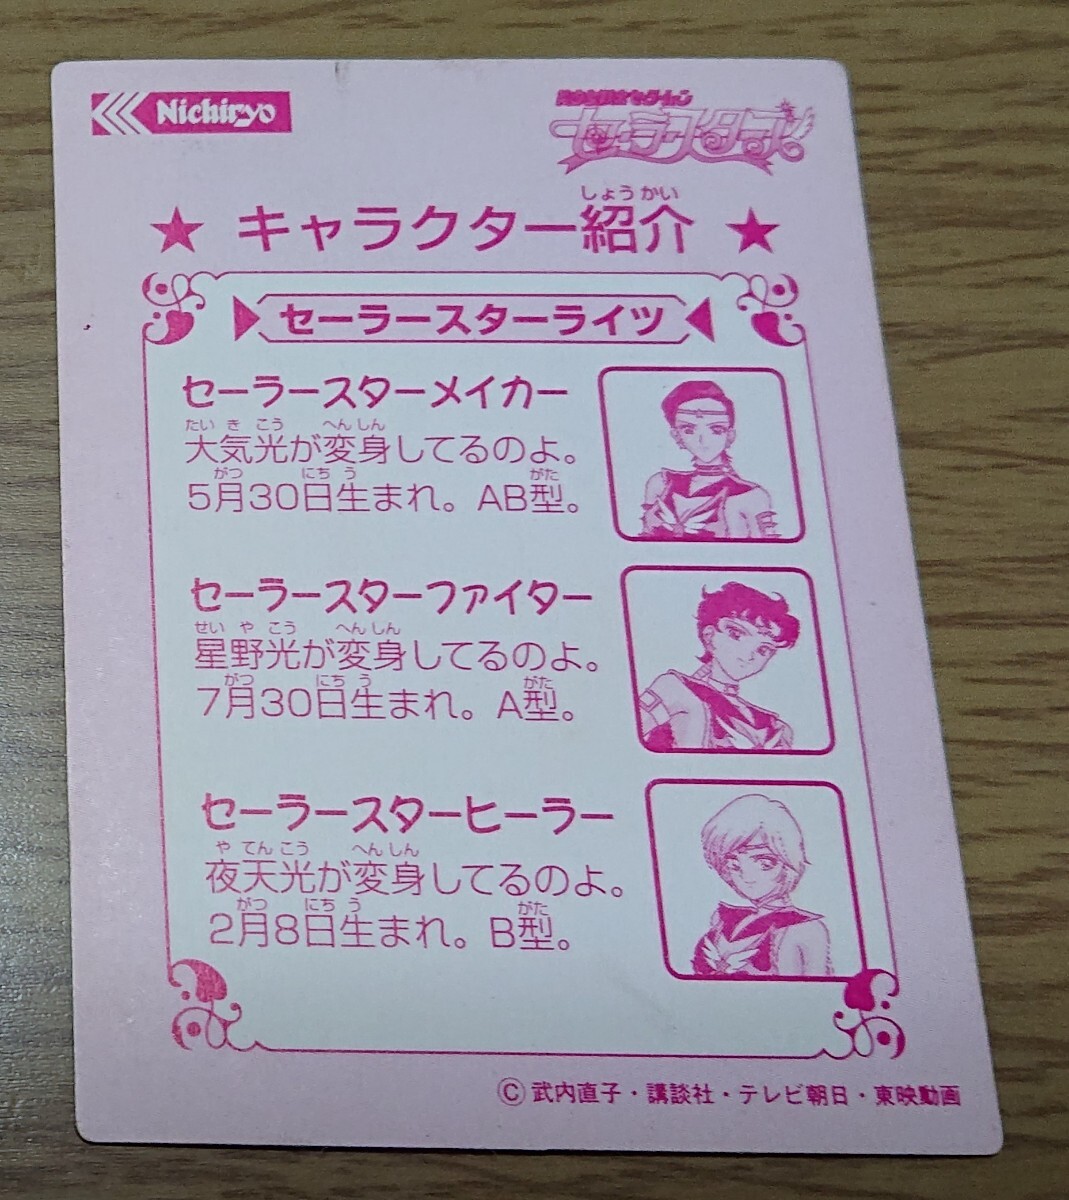 Nichiryo
美少女戦士セーラームーン
セーラースターズ
★ キャラクター紹介 ★
しょうかい
セーラースターライツ
セーラースターメイカー
たいきこう へんしん
大気光が変身してるのよ。
がつ にちう がた
5月30日生まれ。AB型。
セーラースターファイター
せいやこう へんしん
星野光が変身してるのよ。
がつ にちう がた
7月30日生まれ。A型。
セーラースターヒーラー
やてんこう へんしん
夜天光が変身してるのよ。
がつ にちう がた
2月8日生まれ。B型。
Ⓒ 武内直子・講談社・テレビ朝日・東映動画